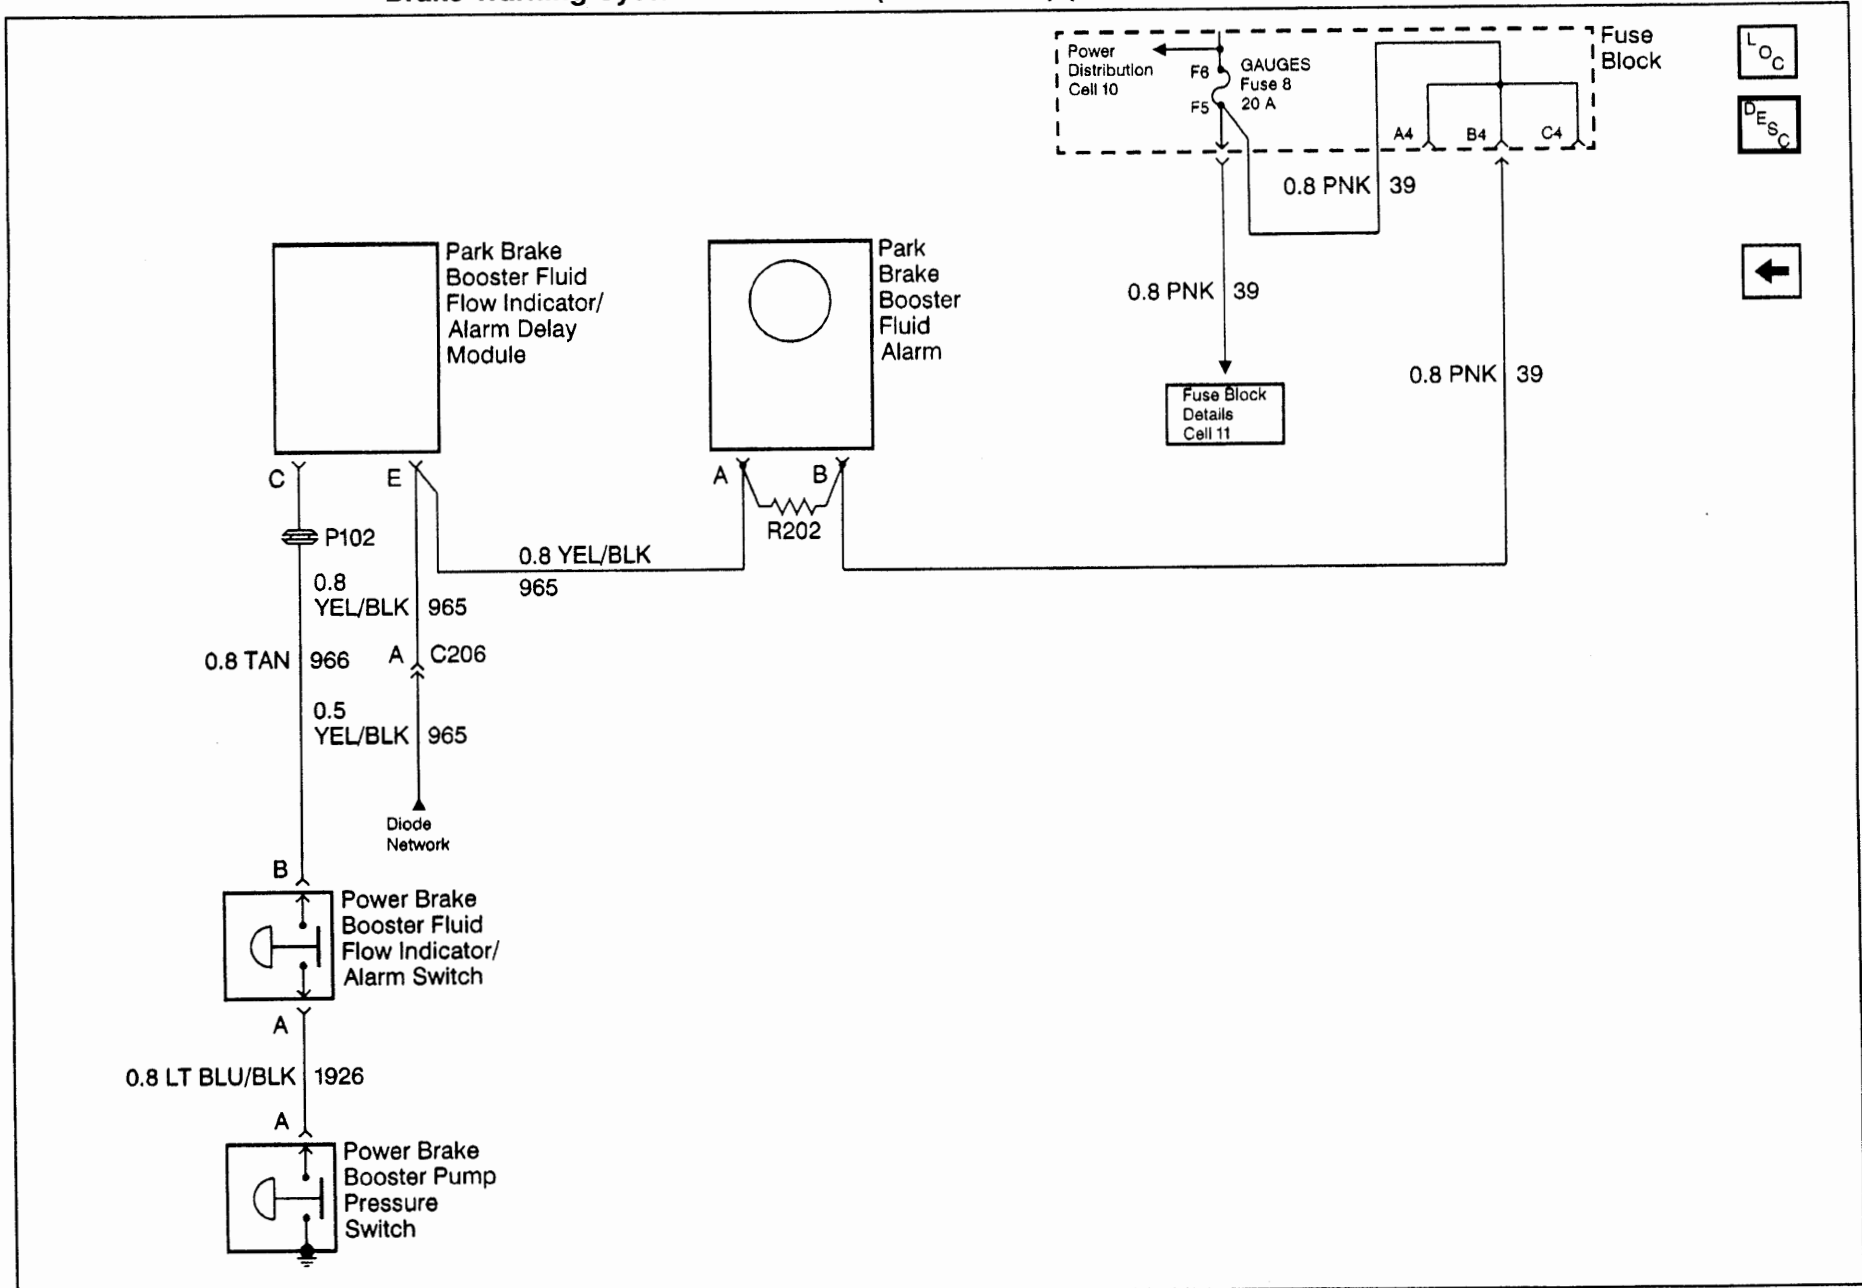 Power
Distribution
Cell 10
F6
F5
GAUGES
Fuse 8
20 A
A4
B4
C4
Fuse
Block
LOC
DESC
0.8 PNK 39
0.8 PNK 39
0.8 PNK 39
Fuse Block
Details
Cell 11
Park Brake
Booster Fluid
Flow Indicator/
Alarm Delay
Module
Park
Brake
Booster
Fluid
Alarm
C
E
A
B
R202
P102
0.8 YEL/BLK
965
0.8
YEL/BLK 965
0.8 TAN 966
A C206
0.5
YEL/BLK 965
Diode
Network
B
Power Brake
Booster Fluid
Flow Indicator/
Alarm Switch
A
0.8 LT BLU/BLK 1926
A
Power Brake
Booster Pump
Pressure
Switch